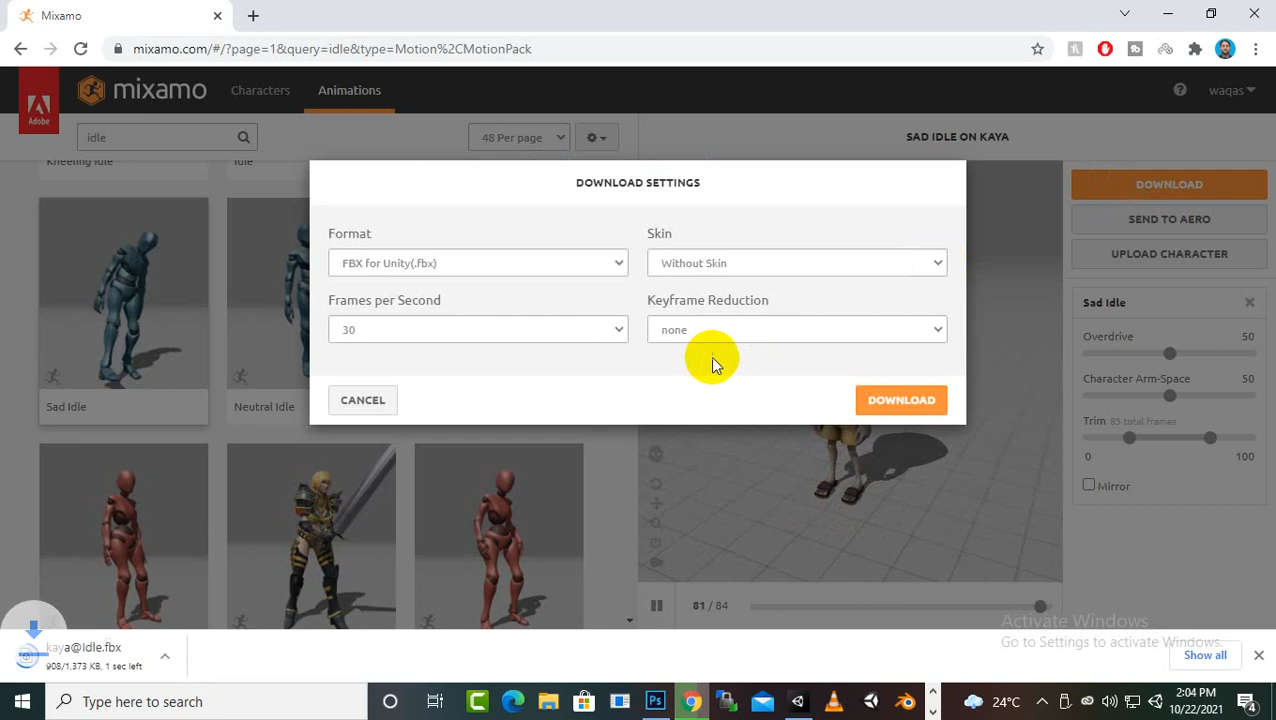 Mixamo
mixamo.com/#/?page=1&query=idle&type=Motion%2CMotionPack
Adobe
mixamo
Characters
Animations
waqas
idle
48 Per page
SAD IDLE ON KAYA
Kneeling Idle
Idle
DOWNLOAD SETTINGS
DOWNLOAD
SEND TO AERO
UPLOAD CHARACTER
Format
Skin
FBX for Unity(.fbx)
Without Skin
Frames per Second
Keyframe Reduction
30
none
CANCEL
DOWNLOAD
Sad Idle
Overdrive 50
Character Arm-Space 50
Trim 85 total frames
0 100
Mirror
Sad Idle
Neutral Idle
81 / 84
Activate Windows
Go to Settings to activate Windows.
kaya@idle.fbx
908/1,373 KB, 1 sec left
Show all
Type here to search
Ps
24°C
2:04 PM
10/22/2021
4